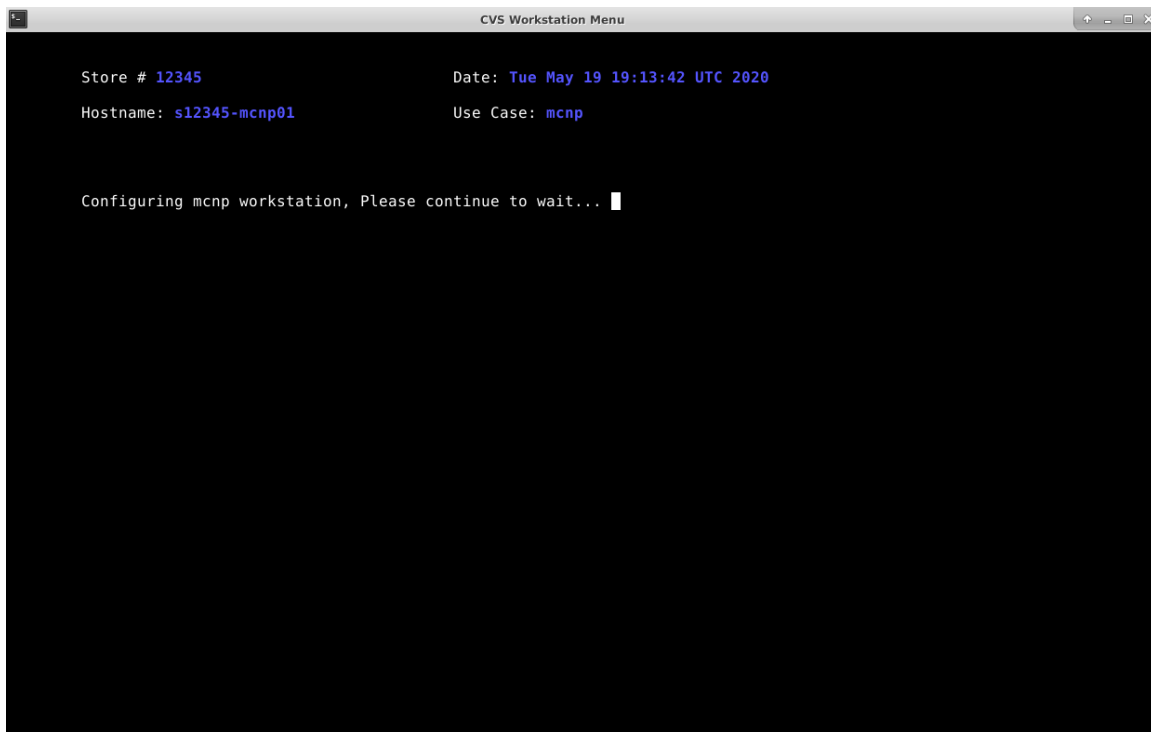 CVS Workstation Menu
Store # 12345 Date: Tue May 19 19:13:42 UTC 2020
Hostname: s12345-mcnp01 Use Case: mcnp
Configuring mcnp workstation, Please continue to wait...